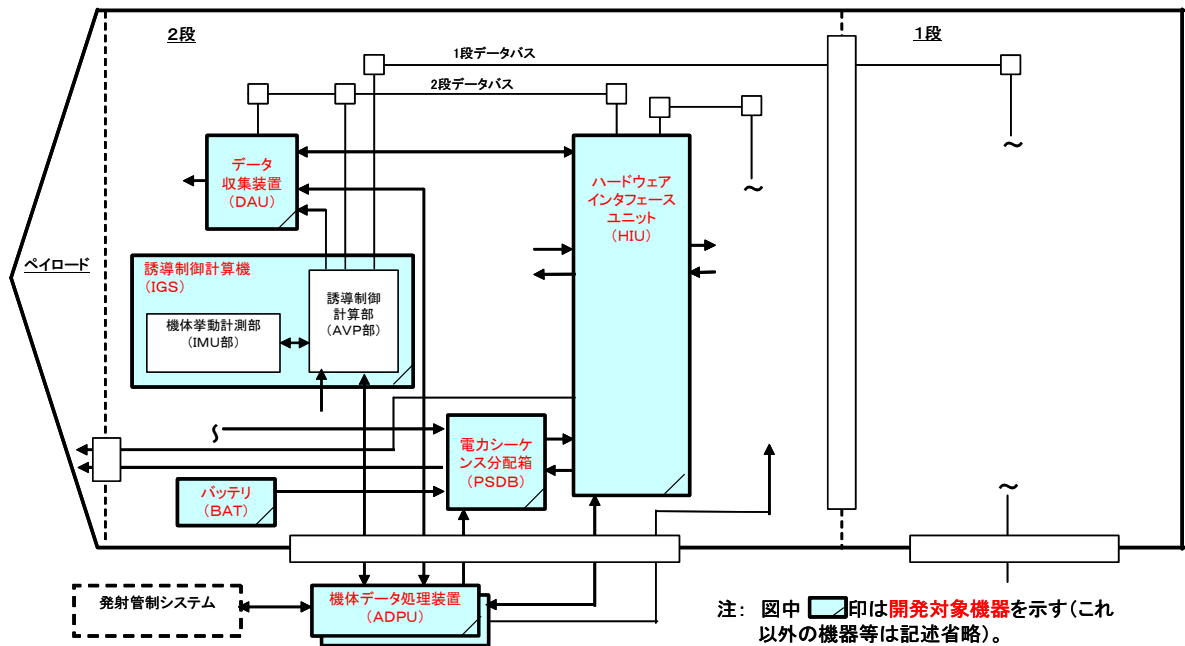 2段
1段
1段データバス
2段データバス
データ
収集装置
(DAU)
ハードウェア
インタフェース
ユニット
(HIU)
ペイロード
誘導制御計算機
(IGS)
誘導制御
計算部
(AVP部)
機体挙動計測部
(IMU部)
電力シーケ
ンス分配箱
(PSDB)
バッテリ
(BAT)
発射管制システム
機体データ処理装置
(ADPU)
注: 図中 印は開発対象機器を示す(これ
以外の機器等は記述省略)。